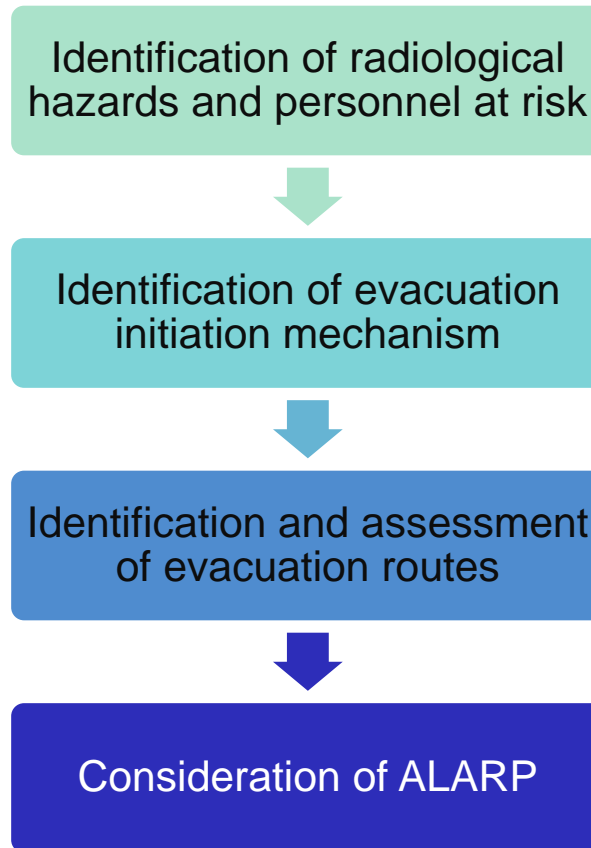 Identification of radiological
hazards and personnel at risk
Identification of evacuation
initiation mechanism
Identification and assessment
of evacuation routes
Consideration of ALARP